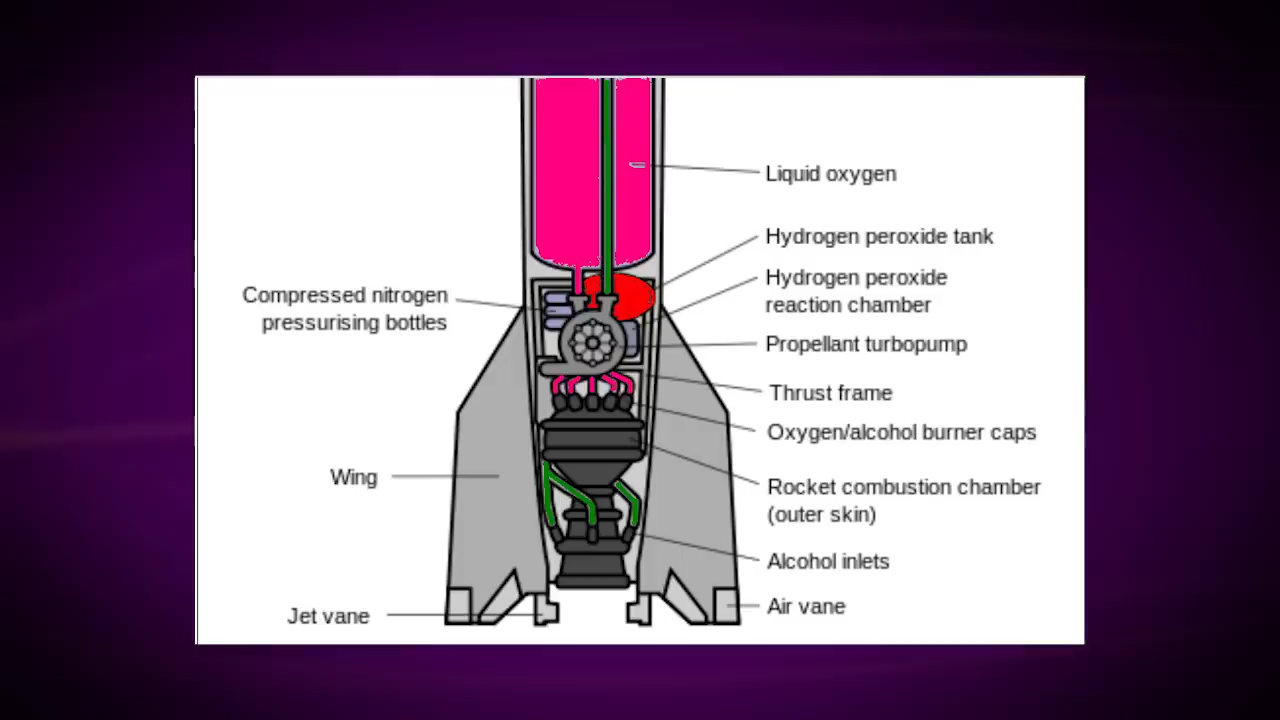 Liquid oxygen
Hydrogen peroxide tank
Hydrogen peroxide
reaction chamber
Compressed nitrogen
pressurising bottles
Propellant turbopump
Thrust frame
Oxygen/alcohol burner caps
Wing
Rocket combustion chamber
(outer skin)
Alcohol inlets
Jet vane
Air vane